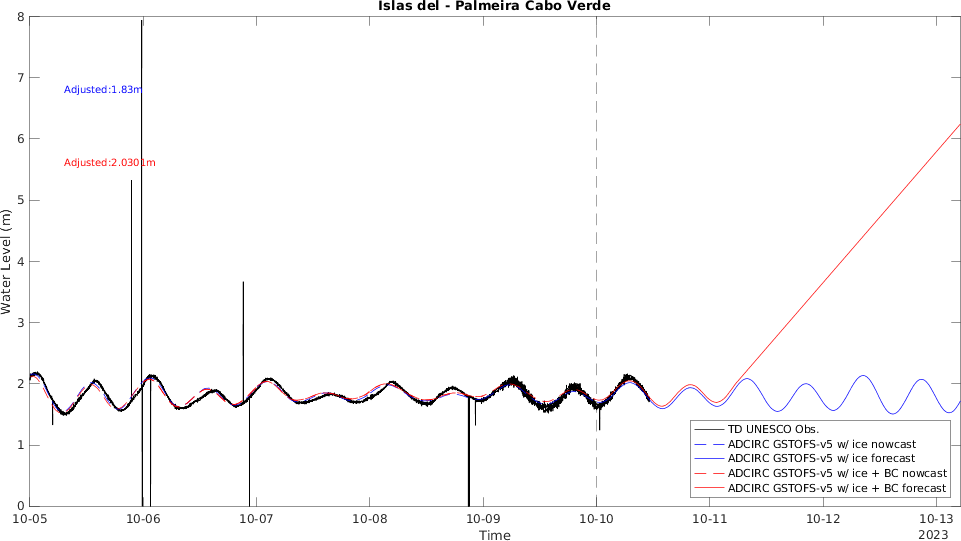 Islas del - Palmeira Cabo Verde
Water Level (m)
8
7
6
5
4
3
2
1
0
Adjusted:1.83m
Adjusted:2.0301m
TD UNESCO Obs.
ADCIRC GSTOFS-v5 w/ ice nowcast
ADCIRC GSTOFS-v5 w/ ice forecast
ADCIRC GSTOFS-v5 w/ ice + BC nowcast
ADCIRC GSTOFS-v5 w/ ice + BC forecast
10-05 10-06 10-07 10-08 10-09 10-10 10-11 10-12 10-13
Time
2023